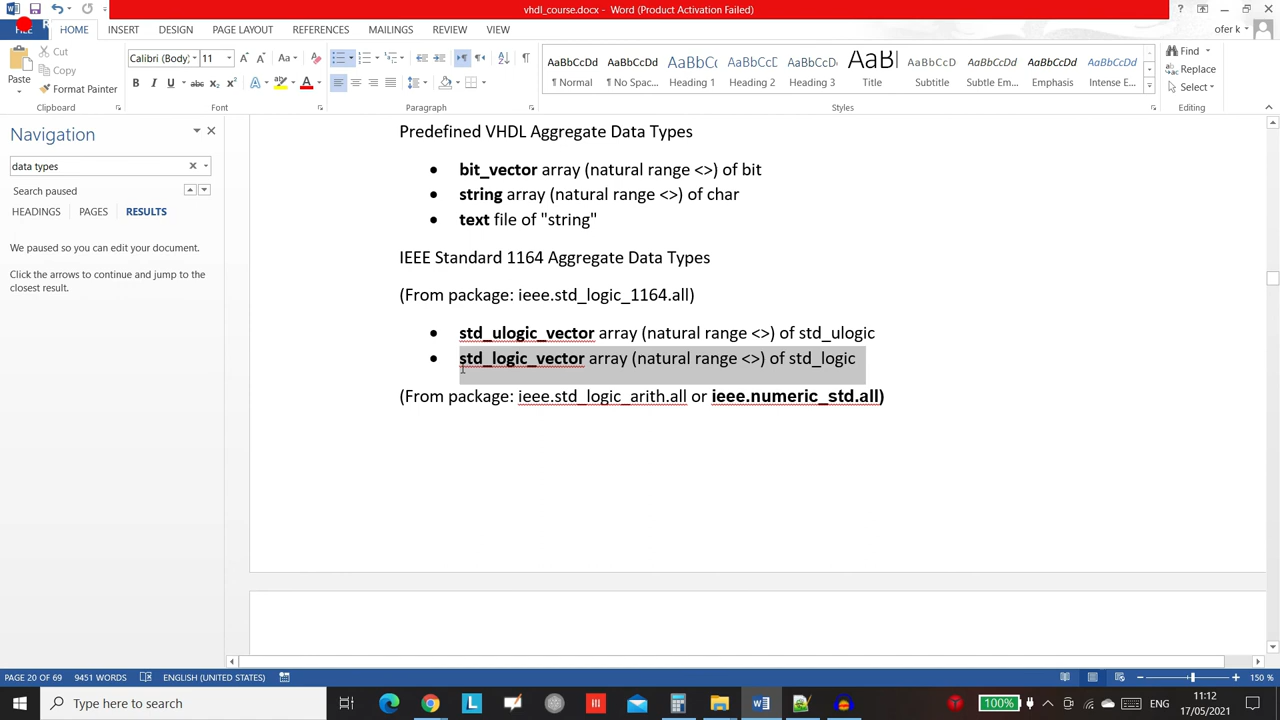 vhdl_course.docx - Word (Product Activation Failed)
FILE HOME INSERT DESIGN PAGE LAYOUT REFERENCES MAILINGS REVIEW VIEW ofer k
Paste
Cut
Copy
Format Painter
Clipboard
Calibri (Body) 11
Font
Paragraph
AaBbCcDd AaBbCcDd AaBbCc AaBbCcC AaBbCcD AaBl AaBbCcD AaBbCcDd AaBbCcDd AaBbCcDd
¶ Normal ¶ No Spac... Heading 1 Heading 2 Heading 3 Title Subtitle Subtle Em... Emphasis Intense E...
Styles
Find
Replace
Select
Editing
Navigation
data types
Search paused
HEADINGS PAGES RESULTS
We paused so you can edit your document.
Click the arrows to continue and jump to the
closest result.
Predefined VHDL Aggregate Data Types
• bit_vector array (natural range <>) of bit
• string array (natural range <>) of char
• text file of "string"
IEEE Standard 1164 Aggregate Data Types
(From package: ieee.std_logic_1164.all)
• std_ulogic_vector array (natural range <>) of std_ulogic
• std_logic_vector array (natural range <>) of std_logic
(From package: ieee.std_logic_arith.all or ieee.numeric_std.all)
PAGE 20 OF 69 9451 WORDS ENGLISH (UNITED STATES) 150 %
Type here to search
100%
ENG
11:12
17/05/2021